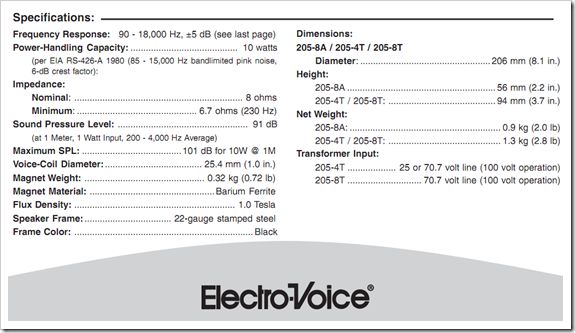 Specifications:
Frequency Response: 90 - 18,000 Hz, ±5 dB (see last page)
Power-Handling Capacity: ........................................ 10 watts
(per EIA RS-426-A 1980 (85 - 15,000 Hz bandlimited pink noise,
6-dB crest factor):
Impedance:
Nominal: .......................................................... 8 ohms
Minimum: .......................................... 6.7 ohms (230 Hz)
Sound Pressure Level: ................................................ 91 dB
(at 1 Meter, 1 Watt Input, 200 - 4,000 Hz Average)
Maximum SPL: .................................... 101 dB for 10W @ 1M
Voice-Coil Diameter: .................................. 25.4 mm (1.0 in.)
Magnet Weight: ........................................ 0.32 kg (0.72 lb)
Magnet Material: .......................................... Barium Ferrite
Flux Density: .......................................................... 1.0 Tesla
Speaker Frame: ................................ 22-gauge stamped steel
Frame Color: ................................................................ Black
Dimensions:
205-8A / 205-4T / 205-8T
Diameter: ............................................ 206 mm (8.1 in.)
Height:
205-8A ................................................ 56 mm (2.2 in.)
205-4T / 205-8T: .................................. 94 mm (3.7 in.)
Net Weight:
205-8A: .................................................. 0.9 kg (2.0 lb)
205-4T / 205-8T: .................................... 1.3 kg (2.8 lb)
Transformer Input:
205-4T .................. 25 or 70.7 volt line (100 volt operation)
205-8T .......................... 70.7 volt line (100 volt operation)
Electro-Voice®